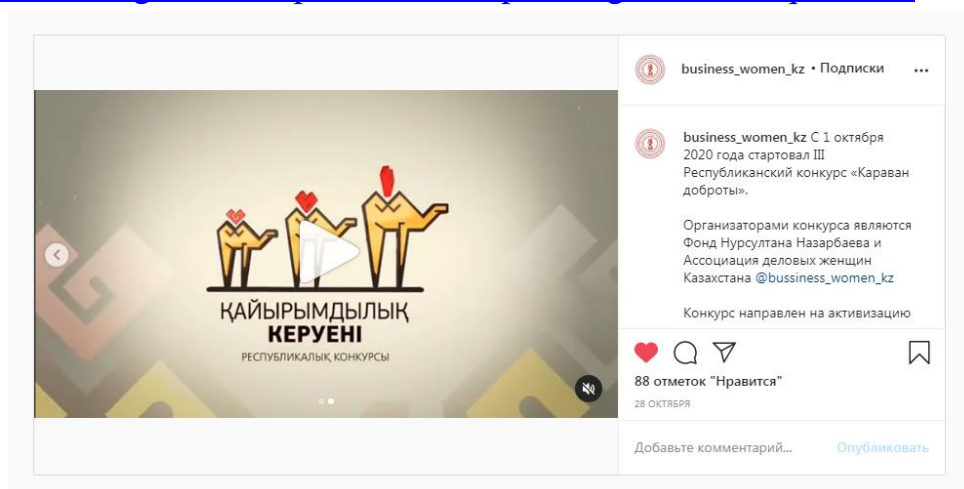 ҚАЙЫРЫМДЫЛЫҚ
КЕРУЕНІ
РЕСПУБЛИКАЛЫҚ КОНКУРСЫ
business_women_kz • Подписки
business_women_kz С 1 октября
2020 года стартовал III
Республиканский конкурс «Караван
доброты».
Организаторами конкурса являются
Фонд Нурсултана Назарбаева и
Ассоциация деловых женщин
Казахстана @bussiness_women_kz
Конкурс направлен на активизацию
88 отметок "Нравится"
28 ОКТЯБРЯ
Добавьте комментарий...
Опубликовать